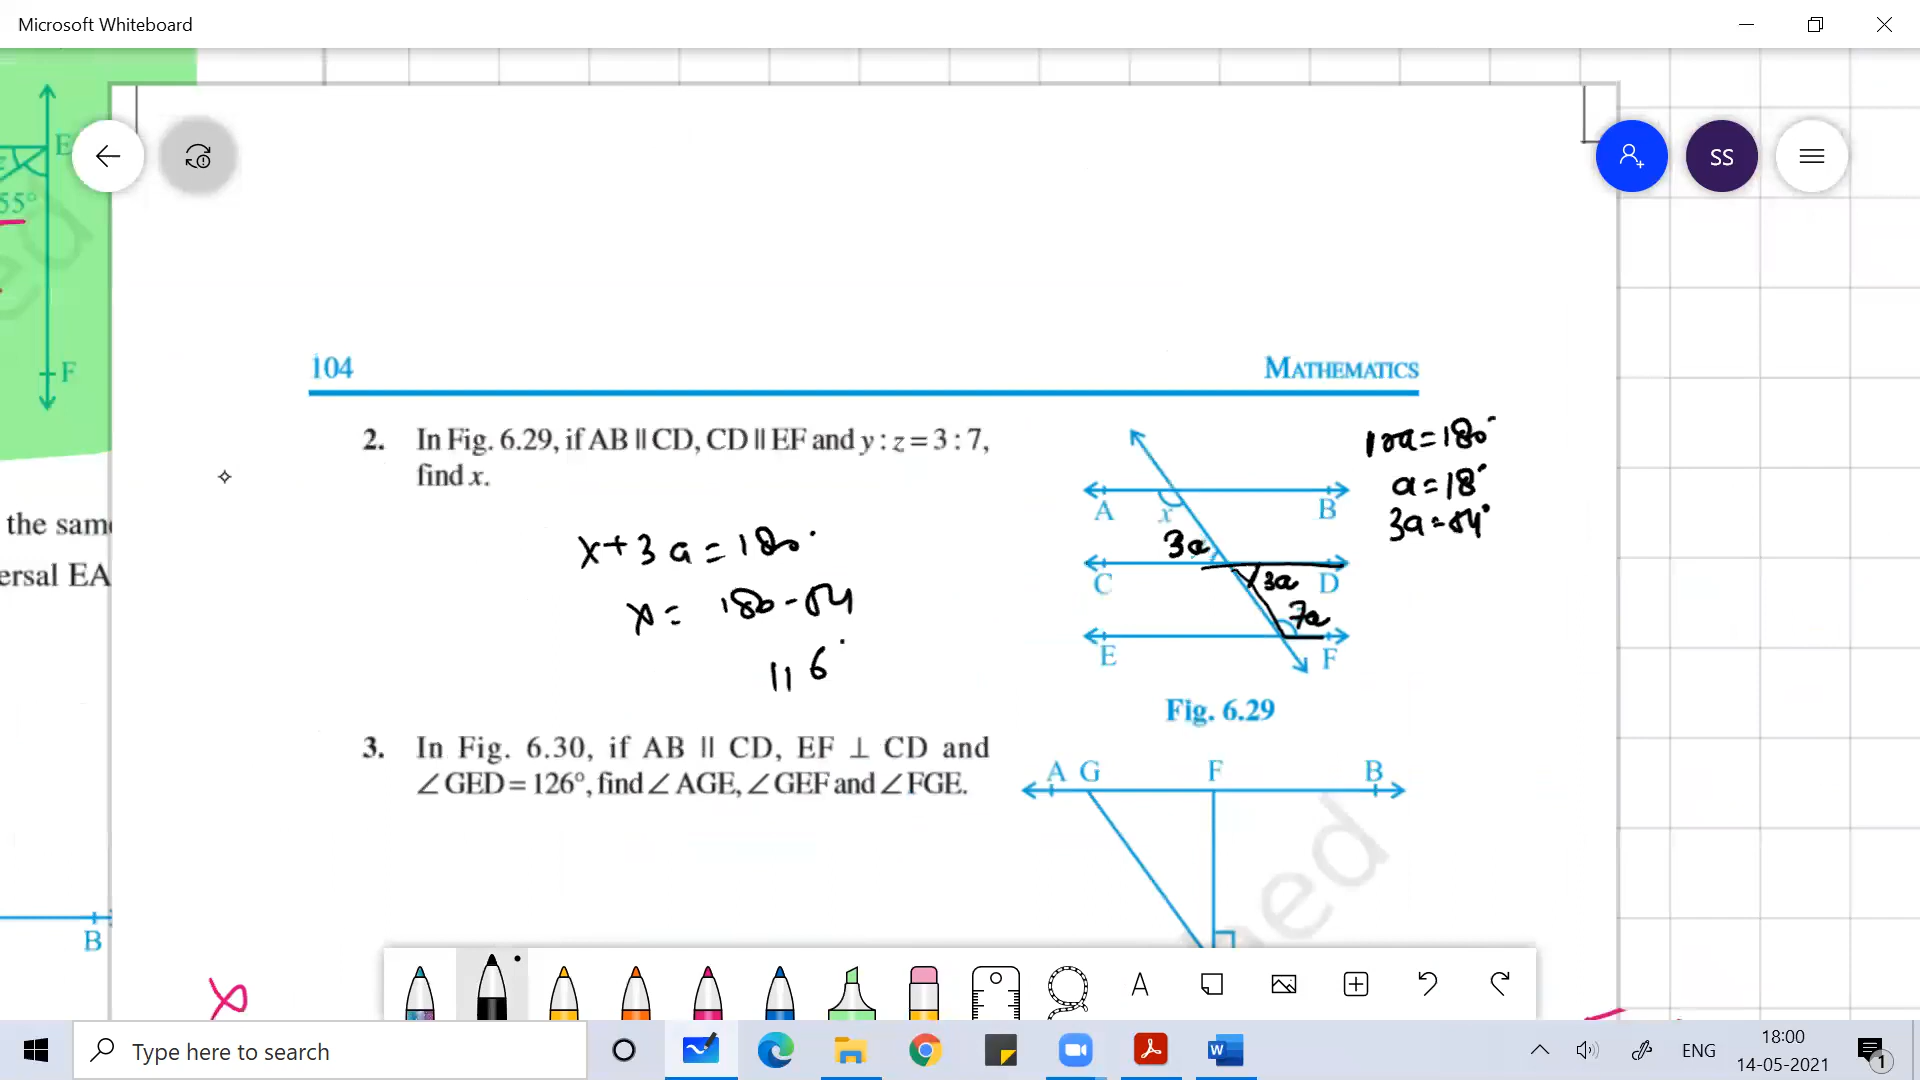 Microsoft Whiteboard
E
55°
F
the same
ersal EA
B
SS
104
MATHEMATICS
2. In Fig. 6.29, if AB || CD, CD || EF and y : z = 3 : 7,
find x.
x + 3a = 180°
x = 180 - 54
116°
A
B
x
3a
C
D
3a
7a
E
F
10a = 180°
a = 18°
3a = 54°
Fig. 6.29
3. In Fig. 6.30, if AB || CD, EF ⊥ CD and
∠ GED = 126°, find ∠ AGE, ∠ GEF and ∠ FGE.
A G F B
ned
Type here to search
ENG
18:00
14-05-2021
1